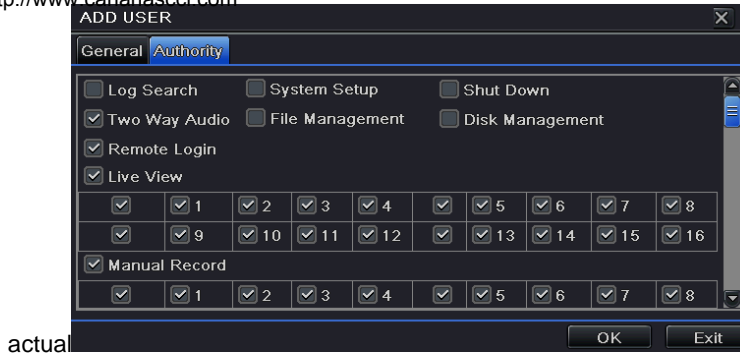 ADD USER
General Authority
Log Search System Setup Shut Down
Two Way Audio File Management Disk Management
Remote Login
Live View
1 2 3 4 5 6 7 8
9 10 11 12 13 14 15 16
Manual Record
1 2 3 4 5 6 7 8
OK Exit
actual